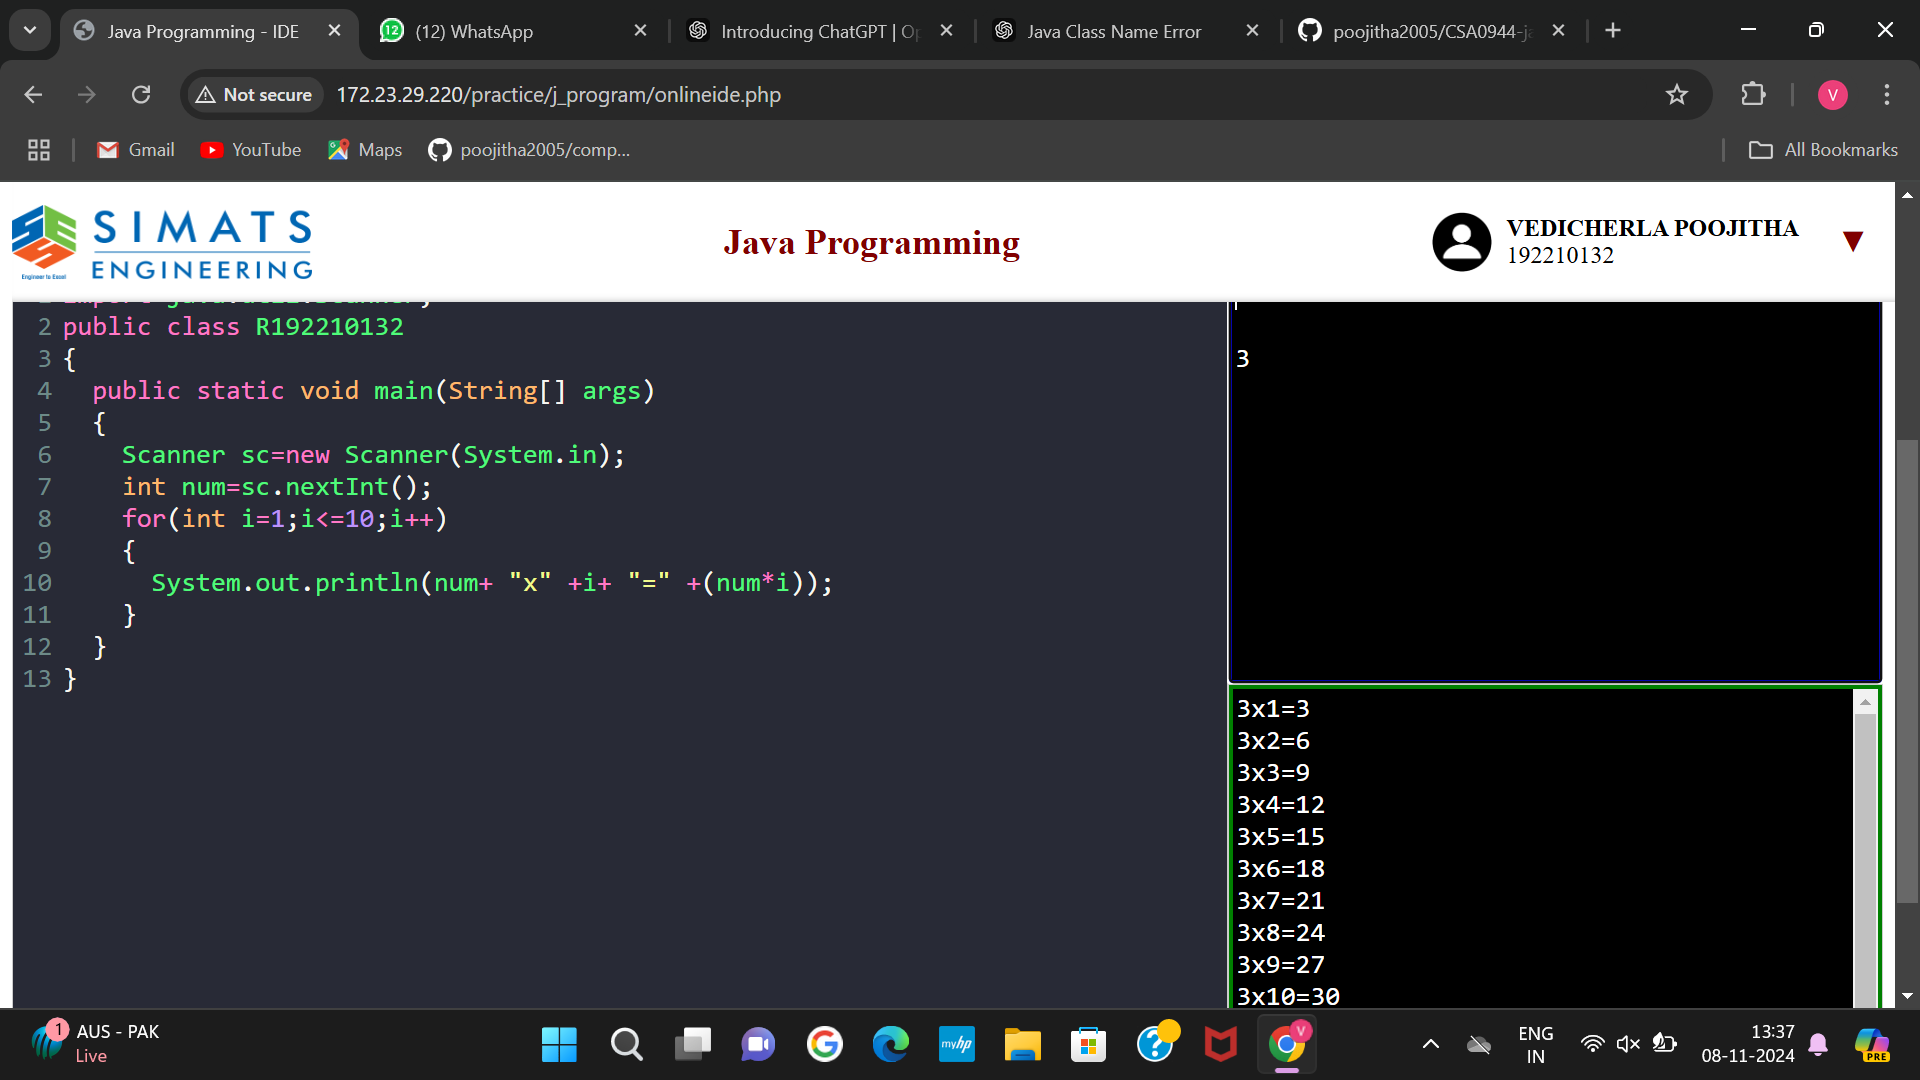 Java Programming - IDE
12
(12) WhatsApp
Introducing ChatGPT | Op
Java Class Name Error
poojitha2005/CSA0944-ja
Not secure
172.23.29.220/practice/j_program/onlineide.php
V
Gmail
YouTube
Maps
poojitha2005/comp...
All Bookmarks
SIMATS
ENGINEERING
Engineer to Excel
Java Programming
VEDICHERLA POOJITHA
192210132
2 public class R192210132
3 {
4 public static void main(String[] args)
5 {
6 Scanner sc=new Scanner(System.in);
7 int num=sc.nextInt();
8 for(int i=1;i<=10;i++)
9 {
10 System.out.println(num+ "x" +i+ "=" +(num*i));
11 }
12 }
13 }
3
3x1=3
3x2=6
3x3=9
3x4=12
3x5=15
3x6=18
3x7=21
3x8=24
3x9=27
3x10=30
1
AUS - PAK
Live
myhp
V
ENG
IN
13:37
08-11-2024
PRE